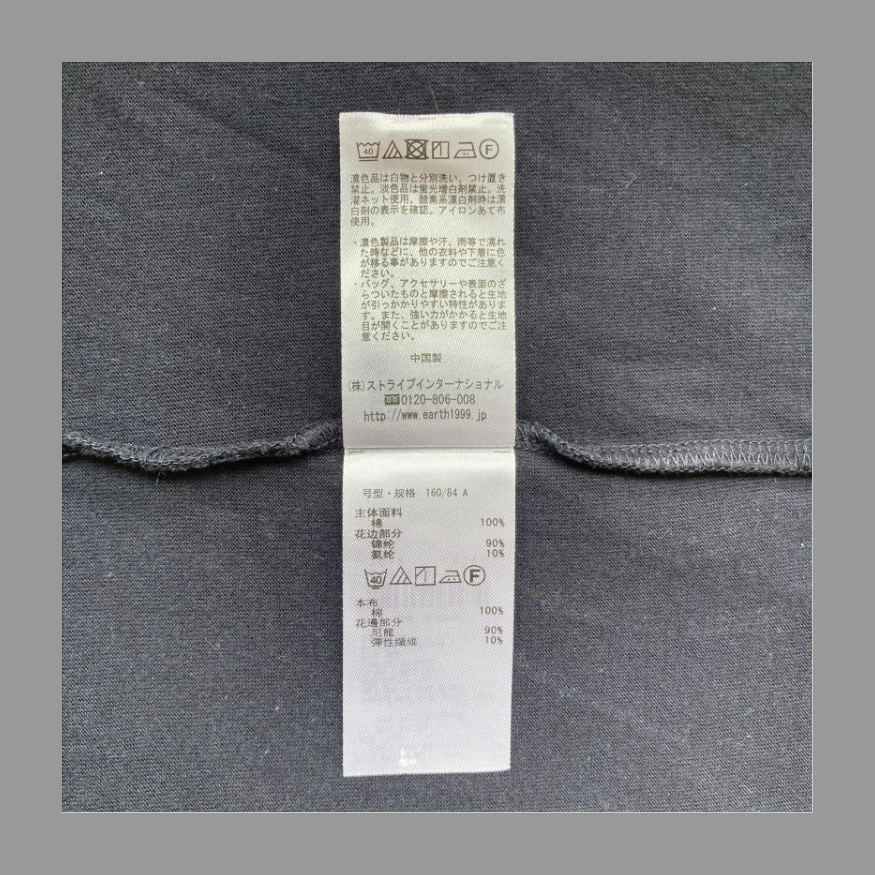 40 F
濃色品は白物と分別洗い。つけ置き
禁止。淡色品は蛍光増白剤禁止。洗
濯ネット使用。酸素系漂白剤時は漂
白剤の表示を確認。アイロンあて布
使用。
・濃色製品は摩擦や汗、雨等で濡れ
た時などに、他の衣料や下着に色
が移る事がありますのでご注意く
ださい。
・バッグ、アクセサリーや表面のざ
らついたものと摩擦されると生地
が引っかかりやすい特性がありま
す。また、強い力がかかると生地
目が開くことがありますのでご注
意ください。
中国製
(株)ストライプインターナショナル
0120-806-008
http://www.earth1999.jp
号型・规格 160/84 A
主体面料
棉 100%
花边部分
锦纶 90%
氨纶 10%
40 F
本布
棉 100%
花邊部分
尼龍 90%
彈性纖維 10%